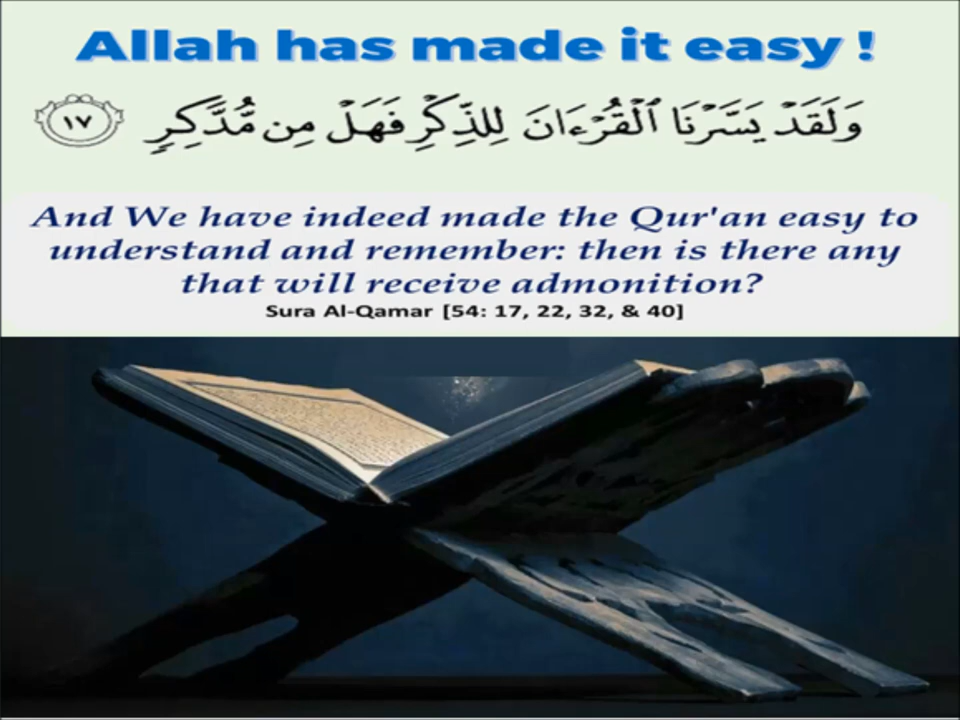 Allah has made it easy !
وَلَقَدْ يَسَّرْنَا ٱلْقُرْءَانَ لِلذِّكْرِ فَهَلْ مِن مُّدَّكِرٍ ١٧
And We have indeed made the Qur'an easy to
understand and remember: then is there any
that will receive admonition?
Sura Al-Qamar [54: 17, 22, 32, & 40]